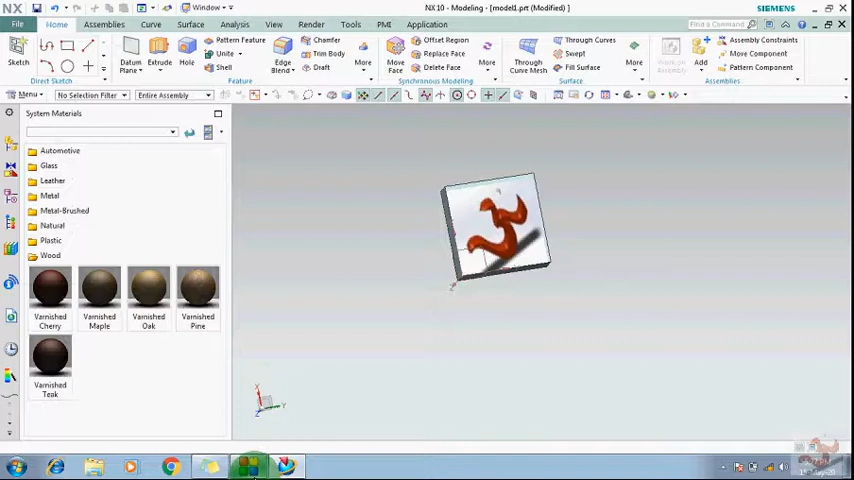 NX
Window
NX 10 - Modeling - [model1.prt (Modified) ]
SIEMENS
File
Home
Assemblies
Curve
Surface
Analysis
View
Render
Tools
PMI
Application
Find a Command
Sketch
Direct Sketch
Datum Plane
Extrude
Hole
Pattern Feature
Unite
Shell
Edge Blend
Chamfer
Trim Body
Draft
More
Feature
Move Face
Offset Region
Replace Face
Delete Face
More
Synchronous Modeling
Through Curve Mesh
Through Curves
Swept
Fill Surface
More
Surface
Add
Assembly Constraints
Move Component
Pattern Component
Assemblies
Menu
No Selection Filter
Entire Assembly
System Materials
Automotive
Glass
Leather
Metal
Metal-Brushed
Natural
Plastic
Wood
Varnished Cherry
Varnished Maple
Varnished Oak
Varnished Pine
Varnished Teak
X
Y
Z